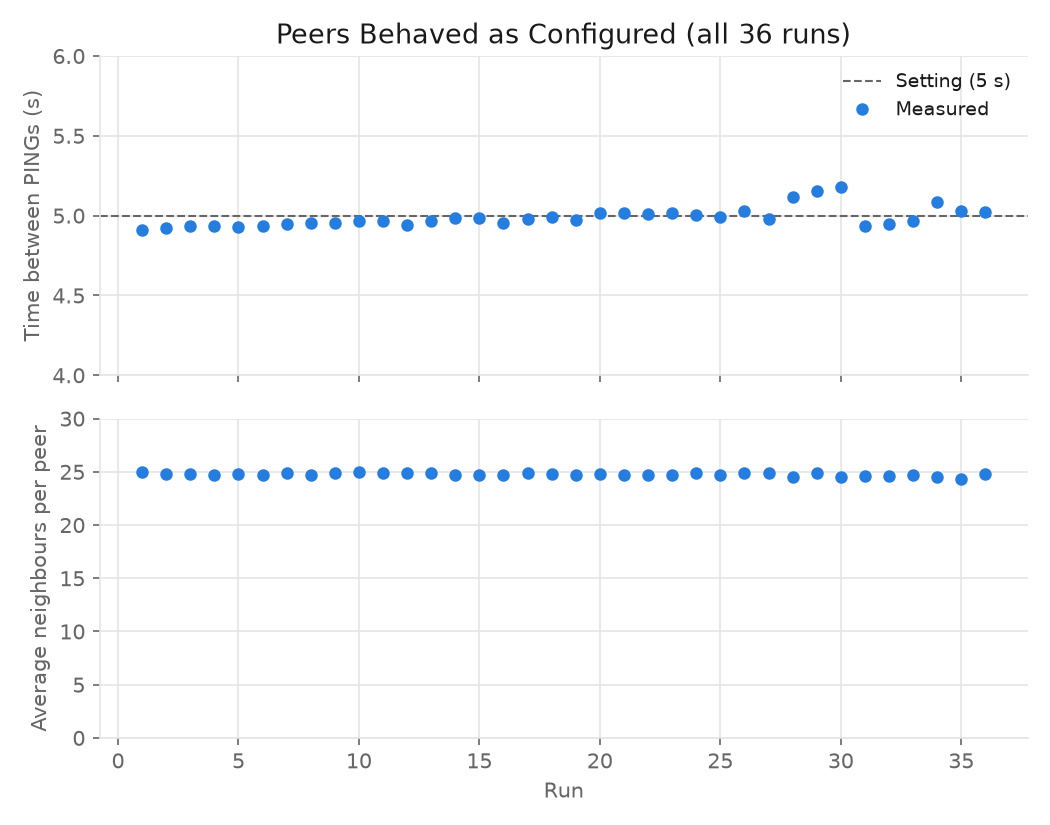 Peers Behaved as Configured (all 36 runs)
Time between PINGs (s)
6.0
5.5
5.0
4.5
4.0
Setting (5 s)
Measured
Average neighbours per peer
30
25
20
15
10
5
0
0 5 10 15 20 25 30 35
Run